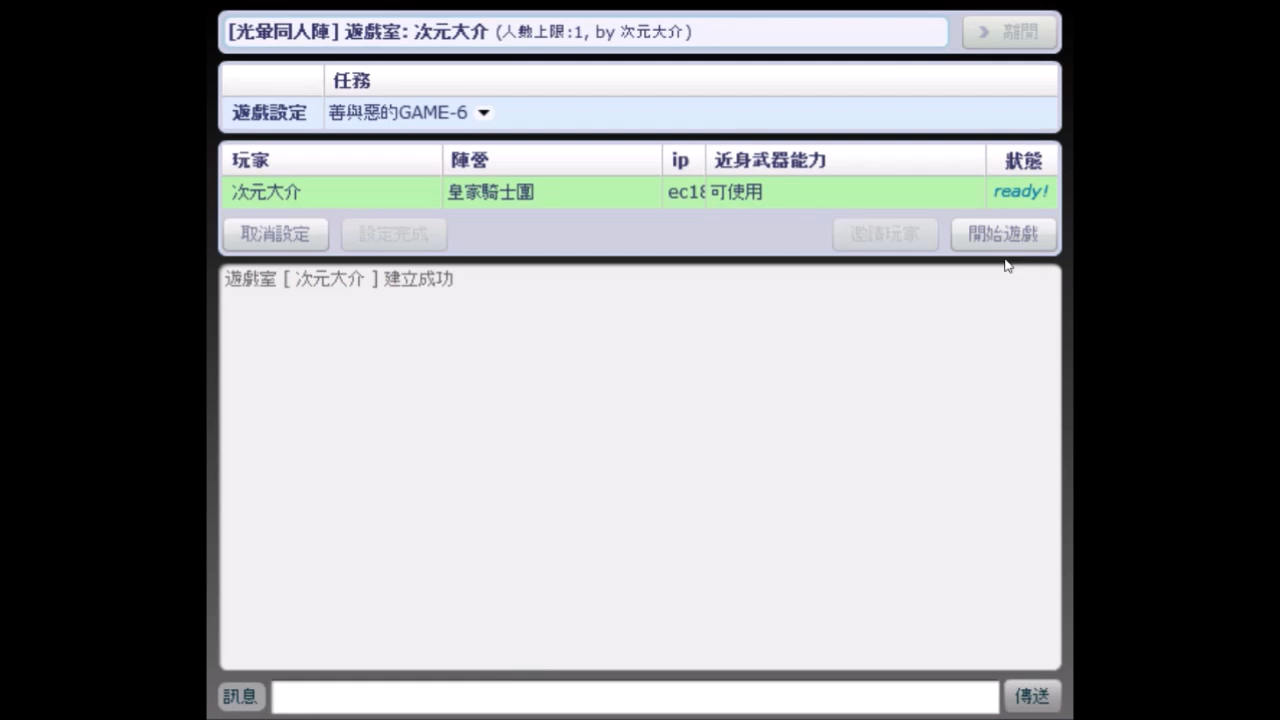 [光暈同人陣] 遊戲室: 次元大介 (人數上限:1, by 次元大介)
離開
任務
遊戲設定 善與惡的GAME-6
玩家 陣營 ip 近身武器能力 狀態
次元大介 皇家騎士團 ec18 可使用 ready!
取消設定 設定完成 邀請玩家 開始遊戲
遊戲室 [ 次元大介 ] 建立成功
訊息 傳送